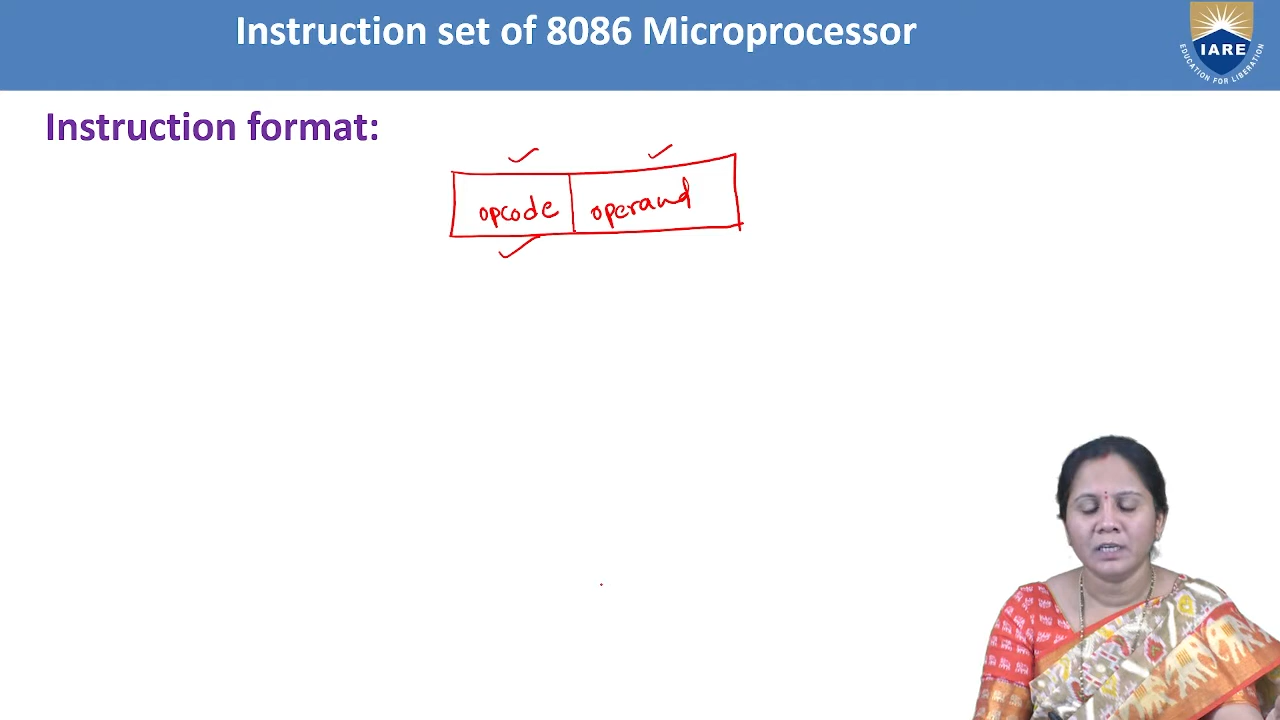 Instruction set of 8086 Microprocessor
IARE
EDUCATION FOR LIBERATION
Instruction format:
opcode operand